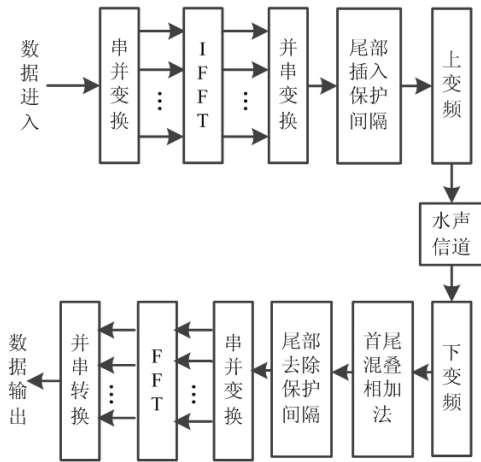 数据进入
串并变换
...
IFFT
...
并串变换
尾部
插入
保护
间隔
上变频
水声
信道
下变频
首尾
混叠
相加
法
尾部
去除
保护
间隔
串并变换
...
FFT
...
并串转换
数据输出